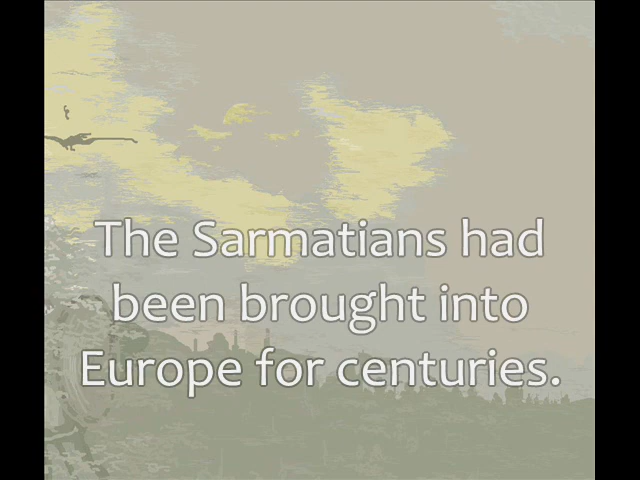 The Sarmatians had
been brought into
Europe for centuries.